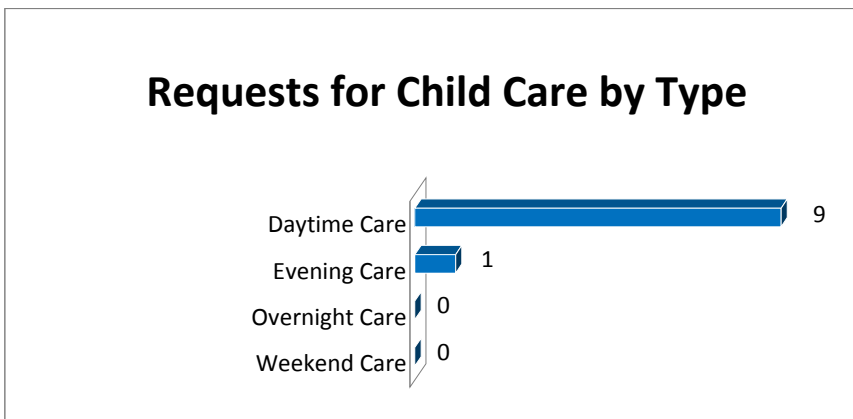 Requests for Child Care by Type
Daytime Care 9
Evening Care 1
Overnight Care 0
Weekend Care 0